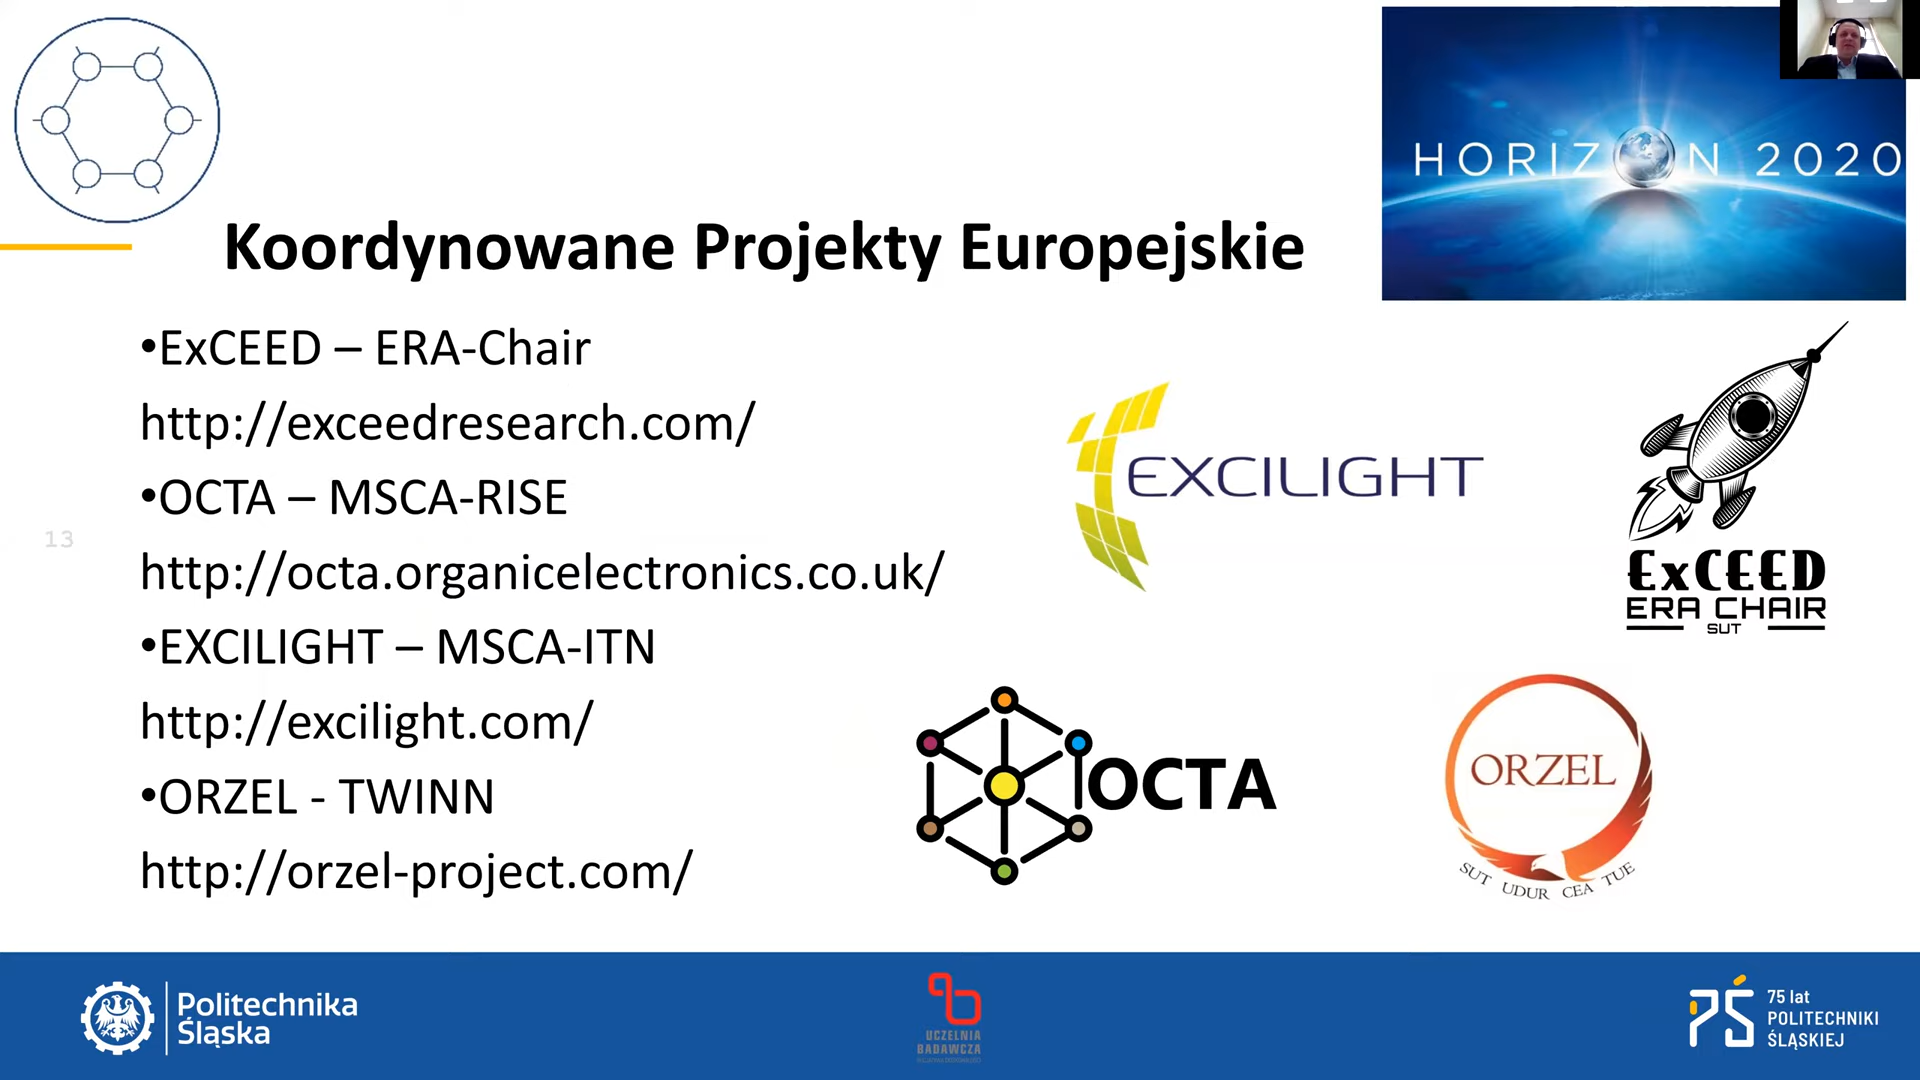 HORIZON 2020
Koordynowane Projekty Europejskie
•ExCEED – ERA-Chair
http://exceedresearch.com/
•OCTA – MSCA-RISE
http://octa.organicelectronics.co.uk/
•EXCILIGHT – MSCA-ITN
http://excilight.com/
•ORZEL - TWINN
http://orzel-project.com/
13
EXCILIGHT
ExCEED
ERA CHAIR
SUT
OCTA
ORZEL
SUT UDUR CEA TUE
Politechnika
Śląska
UCZELNIA
BADAWCZA
75 lat
POLITECHNIKI
ŚLĄSKIEJ